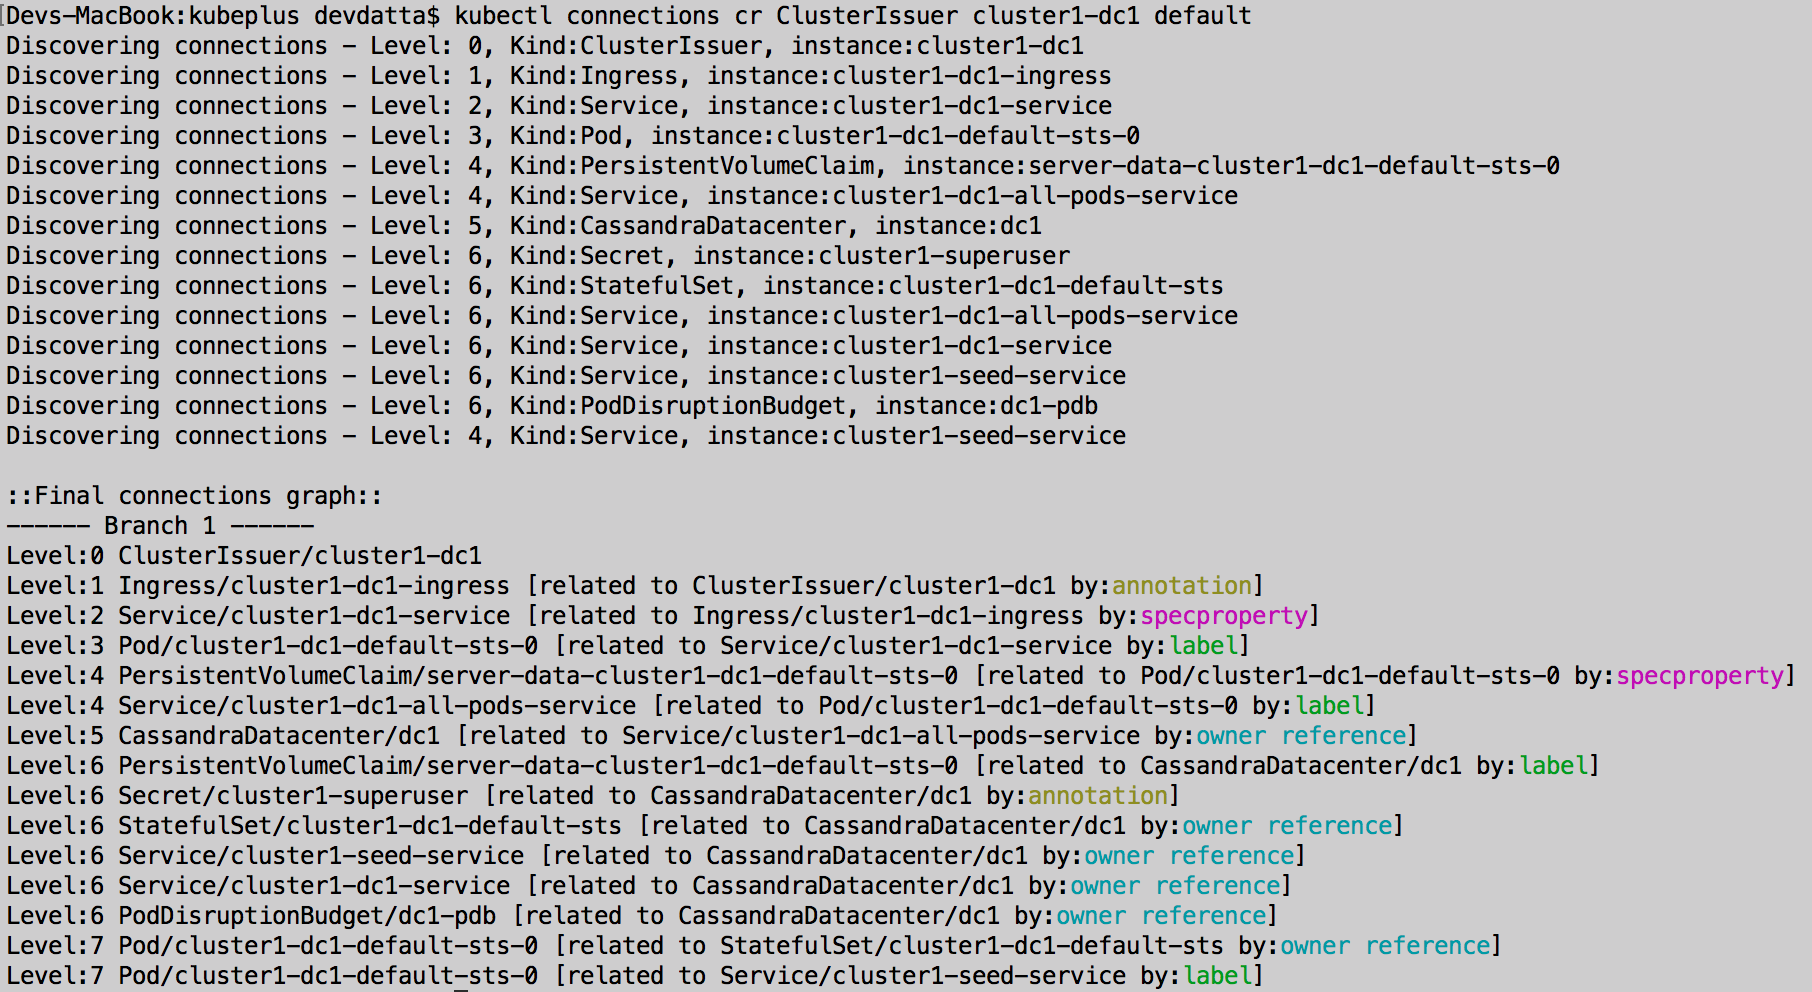 Devs-MacBook:kubeplus devdatta$ kubectl connections cr ClusterIssuer cluster1-dc1 default
Discovering connections - Level: 0, Kind:ClusterIssuer, instance:cluster1-dc1
Discovering connections - Level: 1, Kind:Ingress, instance:cluster1-dc1-ingress
Discovering connections - Level: 2, Kind:Service, instance:cluster1-dc1-service
Discovering connections - Level: 3, Kind:Pod, instance:cluster1-dc1-default-sts-0
Discovering connections - Level: 4, Kind:PersistentVolumeClaim, instance:server-data-cluster1-dc1-default-sts-0
Discovering connections - Level: 4, Kind:Service, instance:cluster1-dc1-all-pods-service
Discovering connections - Level: 5, Kind:CassandraDatacenter, instance:dc1
Discovering connections - Level: 6, Kind:Secret, instance:cluster1-superuser
Discovering connections - Level: 6, Kind:StatefulSet, instance:cluster1-dc1-default-sts
Discovering connections - Level: 6, Kind:Service, instance:cluster1-dc1-all-pods-service
Discovering connections - Level: 6, Kind:Service, instance:cluster1-dc1-service
Discovering connections - Level: 6, Kind:Service, instance:cluster1-seed-service
Discovering connections - Level: 6, Kind:PodDisruptionBudget, instance:dc1-pdb
Discovering connections - Level: 4, Kind:Service, instance:cluster1-seed-service
::Final connections graph::
------ Branch 1 ------
Level:0 ClusterIssuer/cluster1-dc1
Level:1 Ingress/cluster1-dc1-ingress [related to ClusterIssuer/cluster1-dc1 by:annotation]
Level:2 Service/cluster1-dc1-service [related to Ingress/cluster1-dc1-ingress by:specproperty]
Level:3 Pod/cluster1-dc1-default-sts-0 [related to Service/cluster1-dc1-service by:label]
Level:4 PersistentVolumeClaim/server-data-cluster1-dc1-default-sts-0 [related to Pod/cluster1-dc1-default-sts-0 by:specproperty]
Level:4 Service/cluster1-dc1-all-pods-service [related to Pod/cluster1-dc1-default-sts-0 by:label]
Level:5 CassandraDatacenter/dc1 [related to Service/cluster1-dc1-all-pods-service by:owner reference]
Level:6 PersistentVolumeClaim/server-data-cluster1-dc1-default-sts-0 [related to CassandraDatacenter/dc1 by:label]
Level:6 Secret/cluster1-superuser [related to CassandraDatacenter/dc1 by:annotation]
Level:6 StatefulSet/cluster1-dc1-default-sts [related to CassandraDatacenter/dc1 by:owner reference]
Level:6 Service/cluster1-seed-service [related to CassandraDatacenter/dc1 by:owner reference]
Level:6 Service/cluster1-dc1-service [related to CassandraDatacenter/dc1 by:owner reference]
Level:6 PodDisruptionBudget/dc1-pdb [related to CassandraDatacenter/dc1 by:owner reference]
Level:7 Pod/cluster1-dc1-default-sts-0 [related to StatefulSet/cluster1-dc1-default-sts by:owner reference]
Level:7 Pod/cluster1-dc1-default-sts-0 [related to Service/cluster1-seed-service by:label]